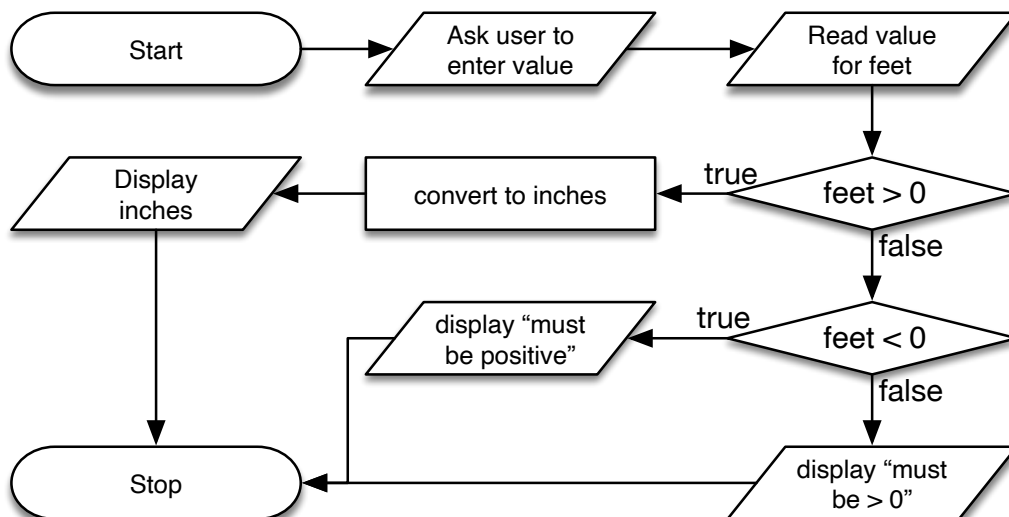 Start
Ask user to
enter value
Read value
for feet
feet > 0
true
convert to inches
Display
inches
false
feet < 0
true
display “must
be positive”
false
display “must
be > 0”
Stop